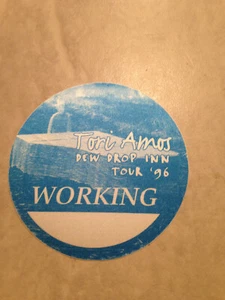 Tori Amos
DEW DROP INN
TOUR '96
WORKING